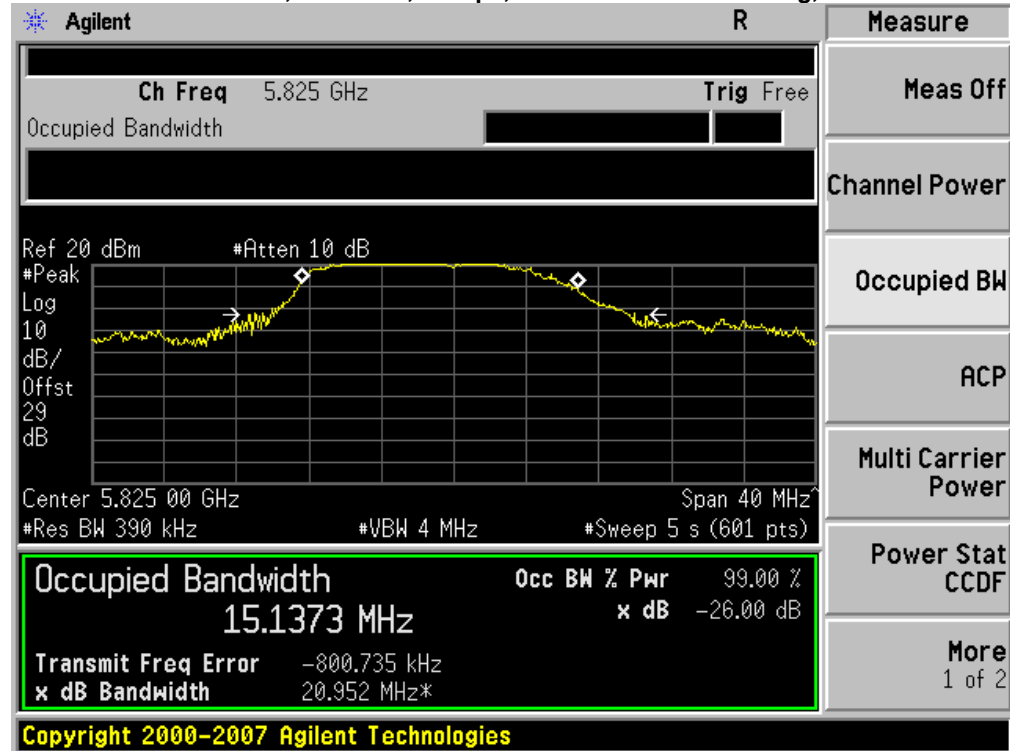 Agilent R Measure
Ch Freq 5.825 GHz Trig Free
Occupied Bandwidth
Meas Off
Channel Power
Occupied BW
ACP
Multi Carrier
Power
Power Stat
CCDF
More
1 of 2
Ref 20 dBm #Atten 10 dB
#Peak
Log
10
dB/
Offst
29
dB
Center 5.825 00 GHz Span 40 MHz^
#Res BW 390 kHz #VBW 4 MHz #Sweep 5 s (601 pts)
Occupied Bandwidth Occ BW % Pwr 99.00 %
15.1373 MHz x dB -26.00 dB
Transmit Freq Error -800.735 kHz
x dB Bandwidth 20.952 MHz*
Copyright 2000-2007 Agilent Technologies